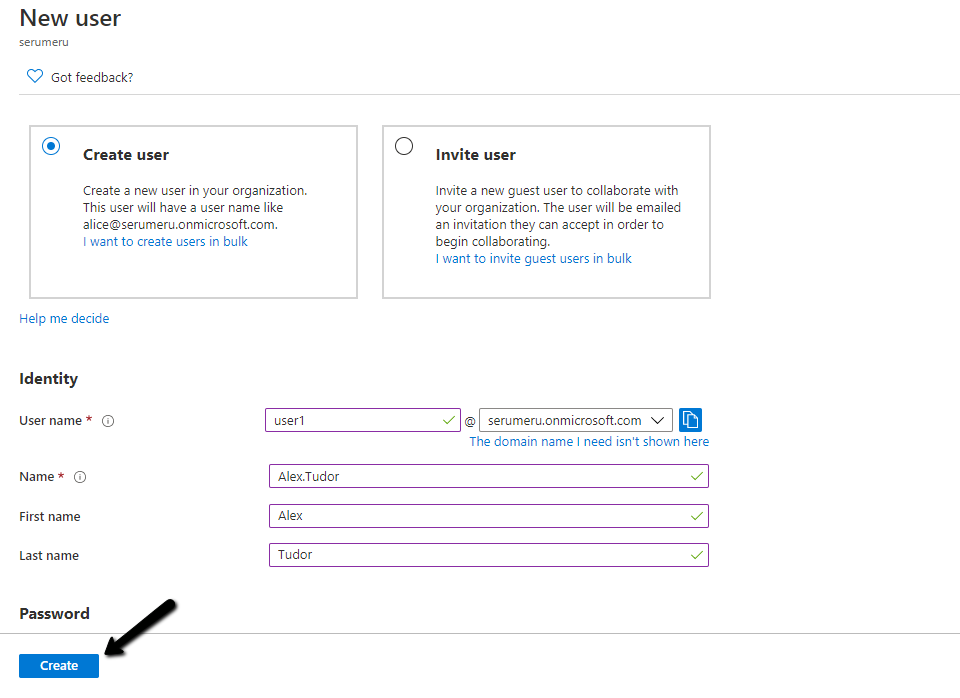 New user
serumeru
Got feedback?
Create user
Create a new user in your organization.
This user will have a user name like
alice@serumeru.onmicrosoft.com.
I want to create users in bulk
Invite user
Invite a new guest user to collaborate with
your organization. The user will be emailed
an invitation they can accept in order to
begin collaborating.
I want to invite guest users in bulk
Help me decide
Identity
User name * user1 @ serumeru.onmicrosoft.com
The domain name I need isn't shown here
Name * Alex.Tudor
First name Alex
Last name Tudor
Password
Create